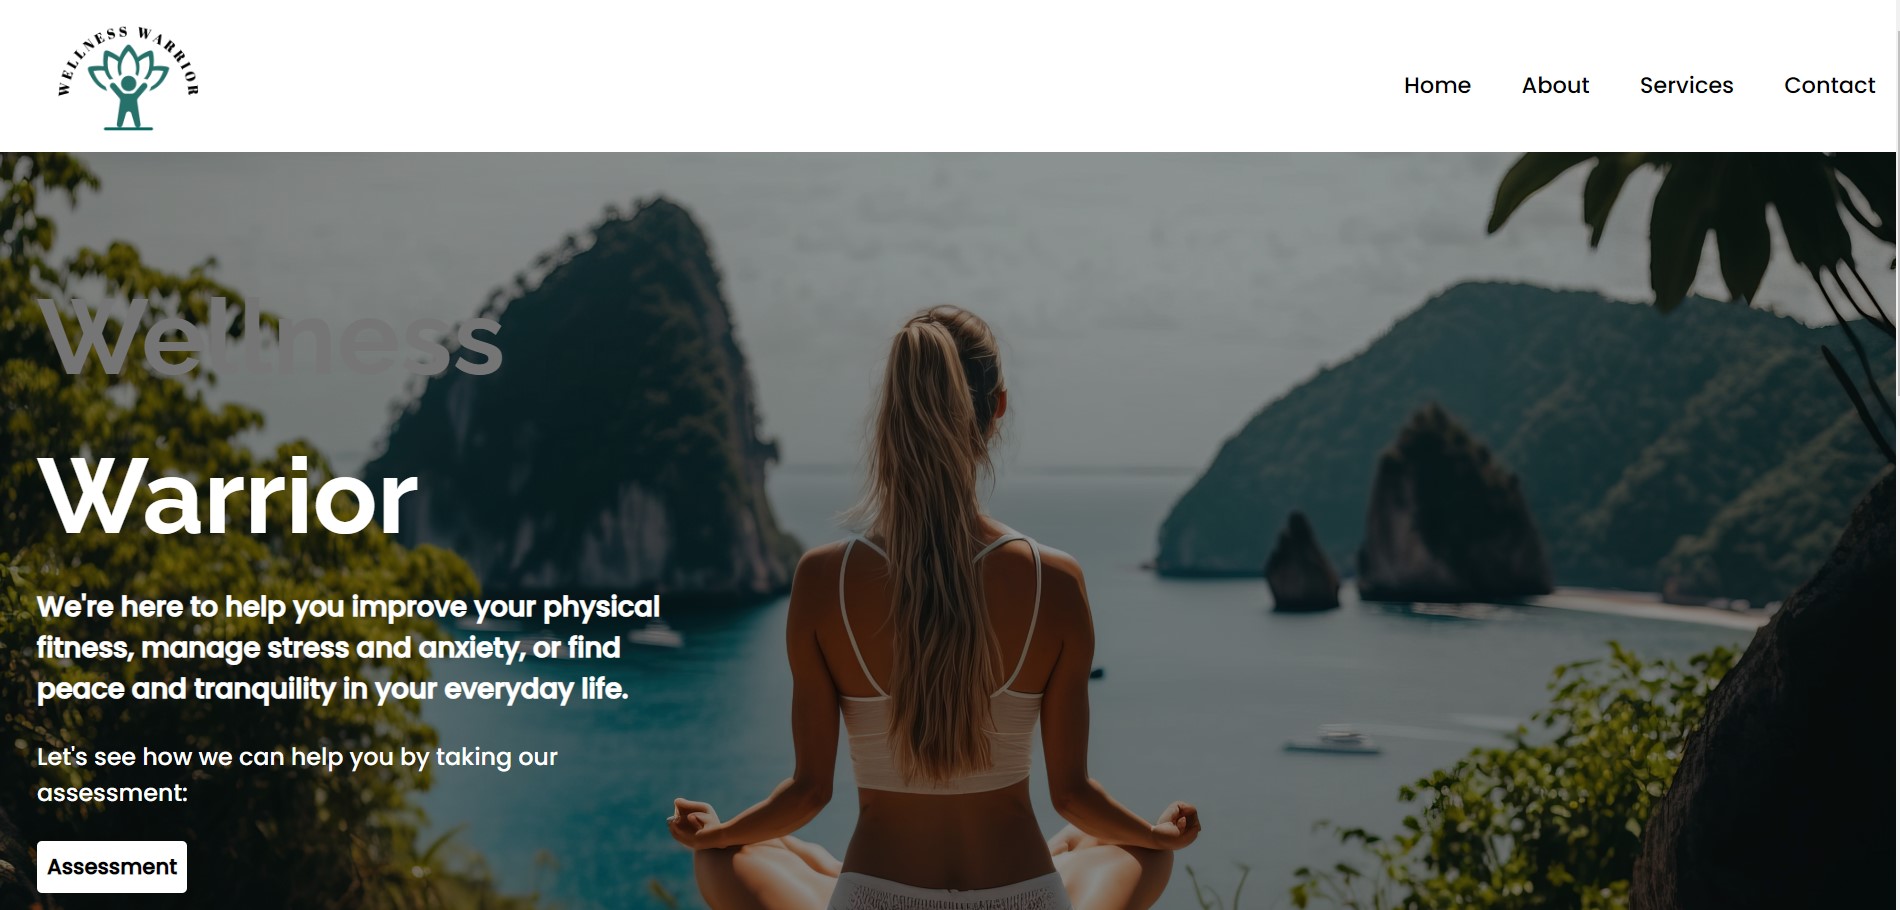 WELLNESS WARRIOR
Home About Services Contact
Wellness
Warrior
We're here to help you improve your physical
fitness, manage stress and anxiety, or find
peace and tranquility in your everyday life.
Let's see how we can help you by taking our
assessment:
Assessment